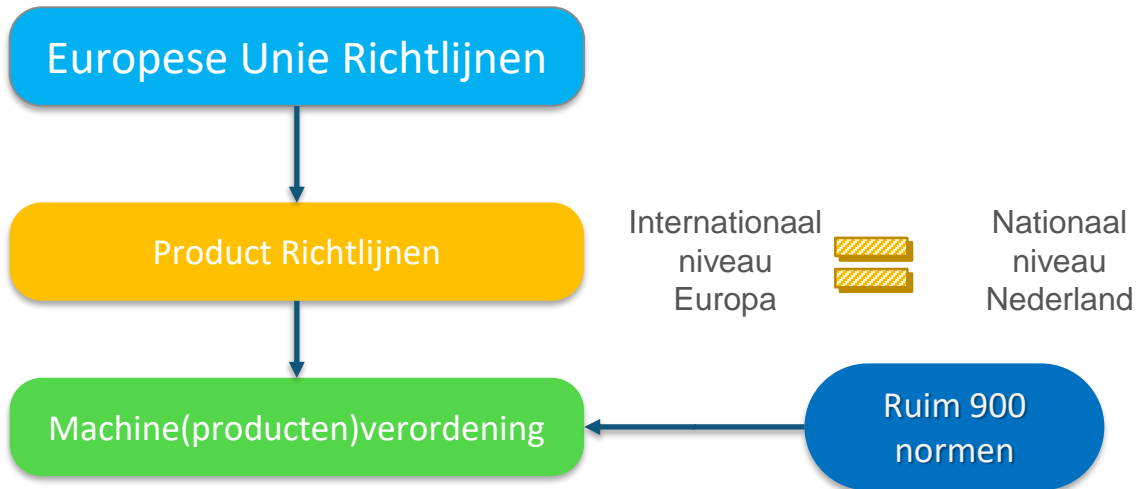 Europese Unie Richtlijnen
Product Richtlijnen
Internationaal
niveau
Europa
Nationaal
niveau
Nederland
Machine(producten)verordening
Ruim 900
normen